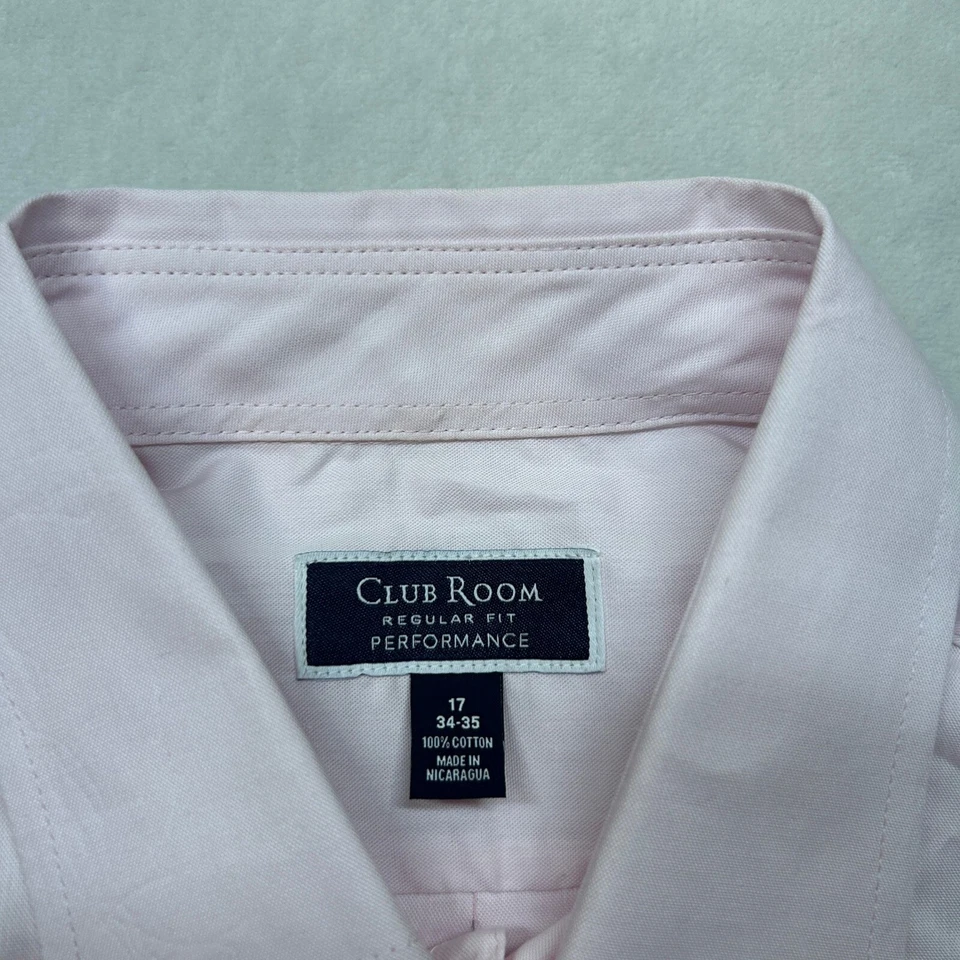 CLUB ROOM
REGULAR FIT
PERFORMANCE
17
34-35
100% COTTON
MADE IN
NICARAGUA